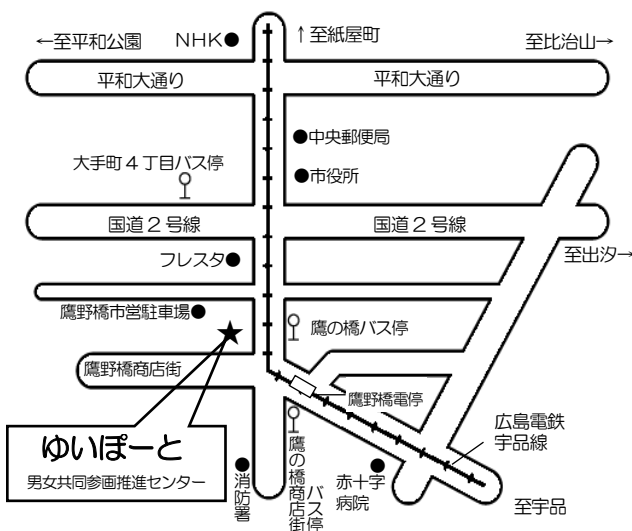 ←至平和公園
NHK●
↑至紙屋町
至比治山→
平和大通り
平和大通り
●中央郵便局
大手町4丁目バス停
●市役所
国道2号線
国道2号線
フレスタ●
至出汐→
鷹野橋市営駐車場●
★
鷹の橋バス停
鷹野橋商店街
鷹野橋電停
ゆいぽーと
男女共同参画推進センター
広島電鉄
宇品線
●消防署
鷹の橋商店街
バス停
●
赤十字
病院
至宇品